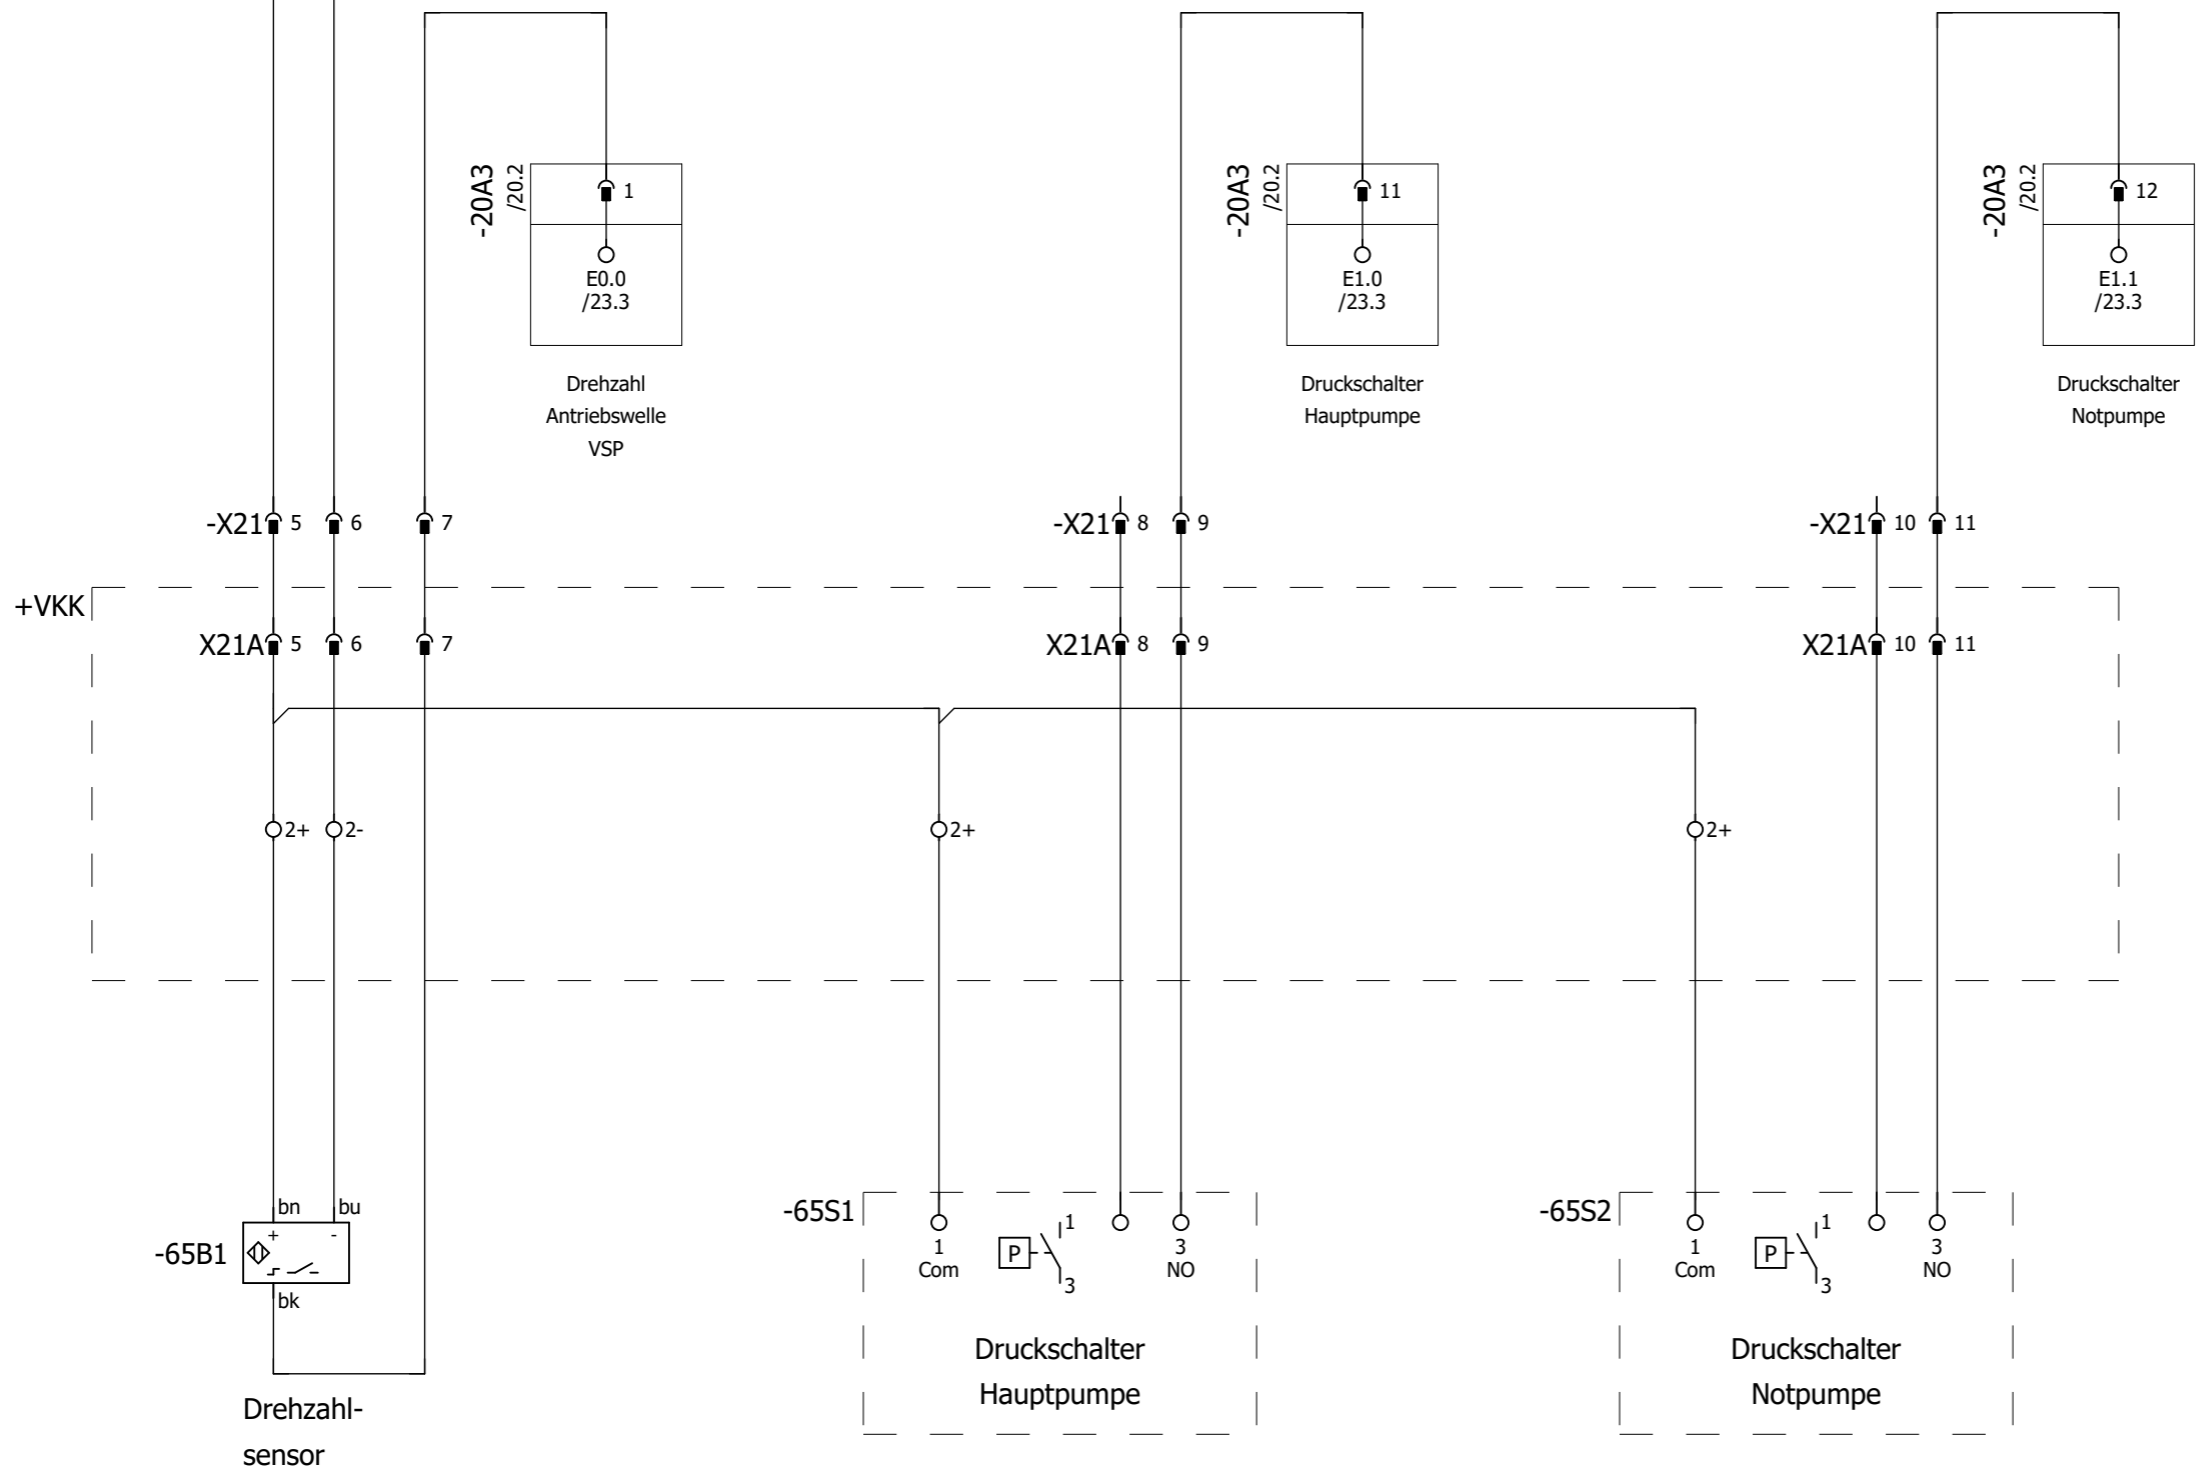 -20A3
/20.2
1
E0.0
/23.3
Drehzahl
Antriebswelle
VSP
-20A3
/20.2
11
E1.0
/23.3
Druckschalter
Hauptpumpe
-20A3
/20.2
12
E1.1
/23.3
Druckschalter
Notpumpe
-X21 5 6 7
-X21 8 9
-X21 10 11
+VKK
X21A 5 6 7
X21A 8 9
X21A 10 11
2+ 2-
2+
2+
-65B1
bn bu
+ -
bk
Drehzahl-
sensor
-65S1
1
Com
P
1
3
3
NO
Druckschalter
Hauptpumpe
-65S2
1
Com
P
1
3
3
NO
Druckschalter
Notpumpe